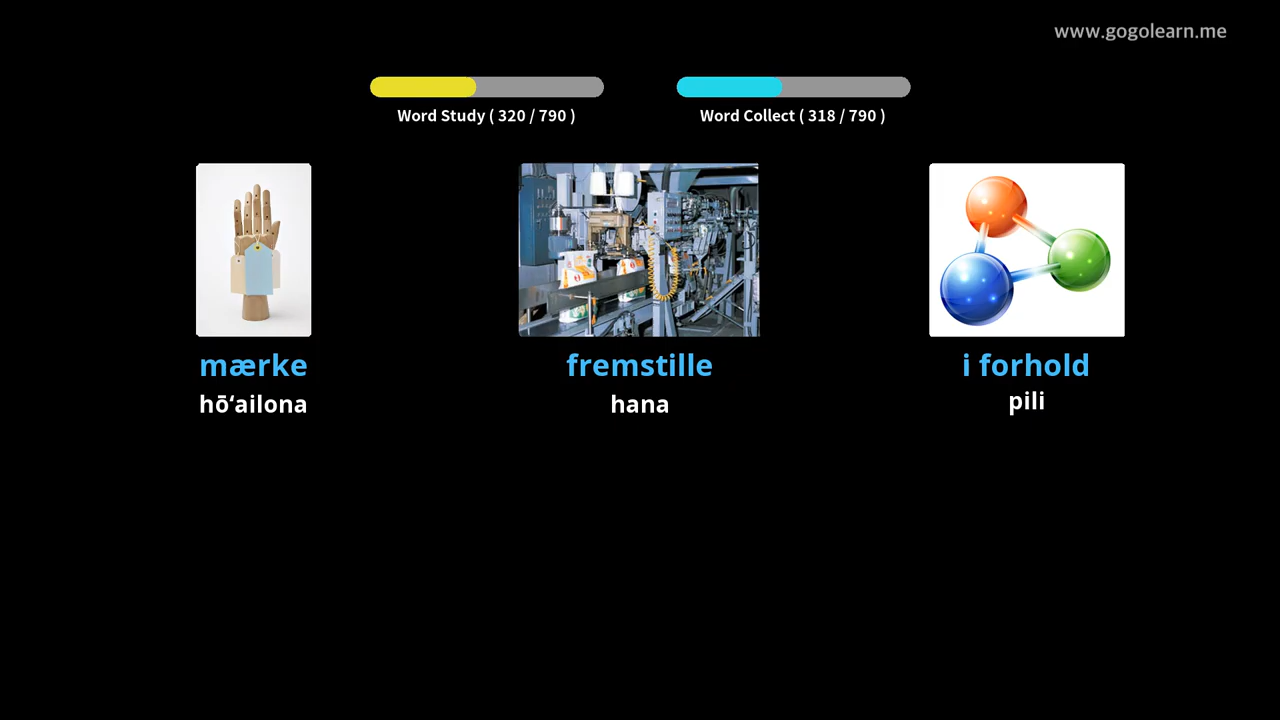 www.gogolearn.me
Word Study ( 320 / 790 )
Word Collect ( 318 / 790 )
mærke
hōʻailona
fremstille
hana
i forhold
pili